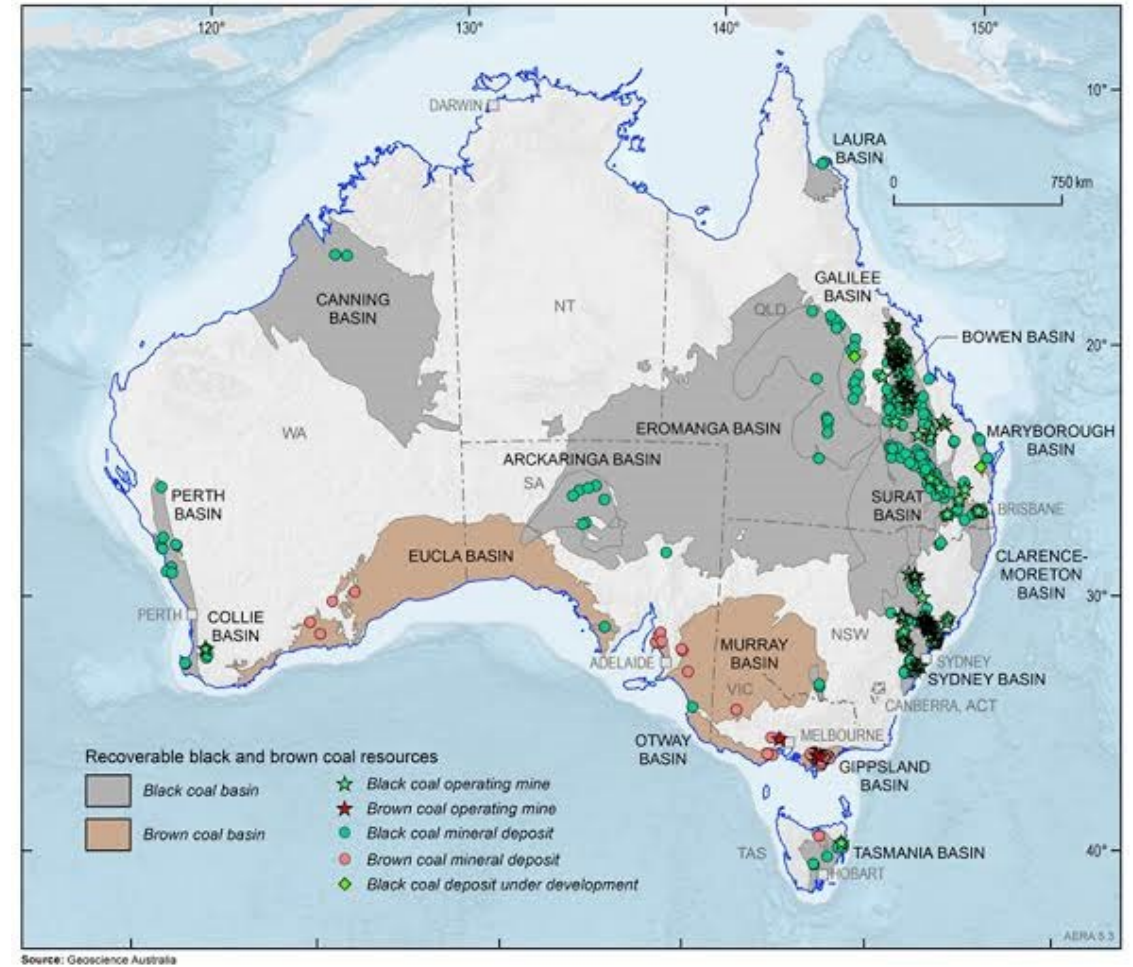 120°
130°
140°
150°
10°
20°
30°
40°
DARWIN
LAURA
BASIN
0
750 km
CANNING
BASIN
NT
QLD
GALILEE
BASIN
BOWEN BASIN
WA
EROMANGA BASIN
MARYBOROUGH
BASIN
ARCKARINGA BASIN
SA
PERTH
BASIN
SURAT
BASIN
BRISBANE
EUCLA BASIN
CLARENCE-
MORETON
BASIN
PERTH
COLLIE
BASIN
NSW
MURRAY
BASIN
ADELAIDE
SYDNEY
SYDNEY BASIN
VIC
CANBERRA, ACT
MELBOURNE
OTWAY
BASIN
GIPPSLAND
BASIN
TAS
TASMANIA BASIN
HOBART
Recoverable black and brown coal resources
Black coal basin
Brown coal basin
Black coal operating mine
Brown coal operating mine
Black coal mineral deposit
Brown coal mineral deposit
Black coal deposit under development
AERA 5.3
Source: Geoscience Australia